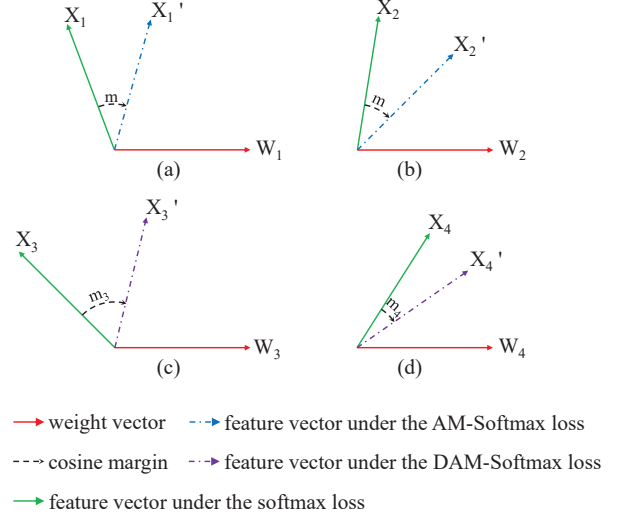 X1 X1 ' X2 X2 '
m m
W1 W2
(a) (b)
X3 X3 ' X4 X4 '
m3 m4
W3 W4
(c) (d)
weight vector feature vector under the AM-Softmax loss
cosine margin feature vector under the DAM-Softmax loss
feature vector under the softmax loss